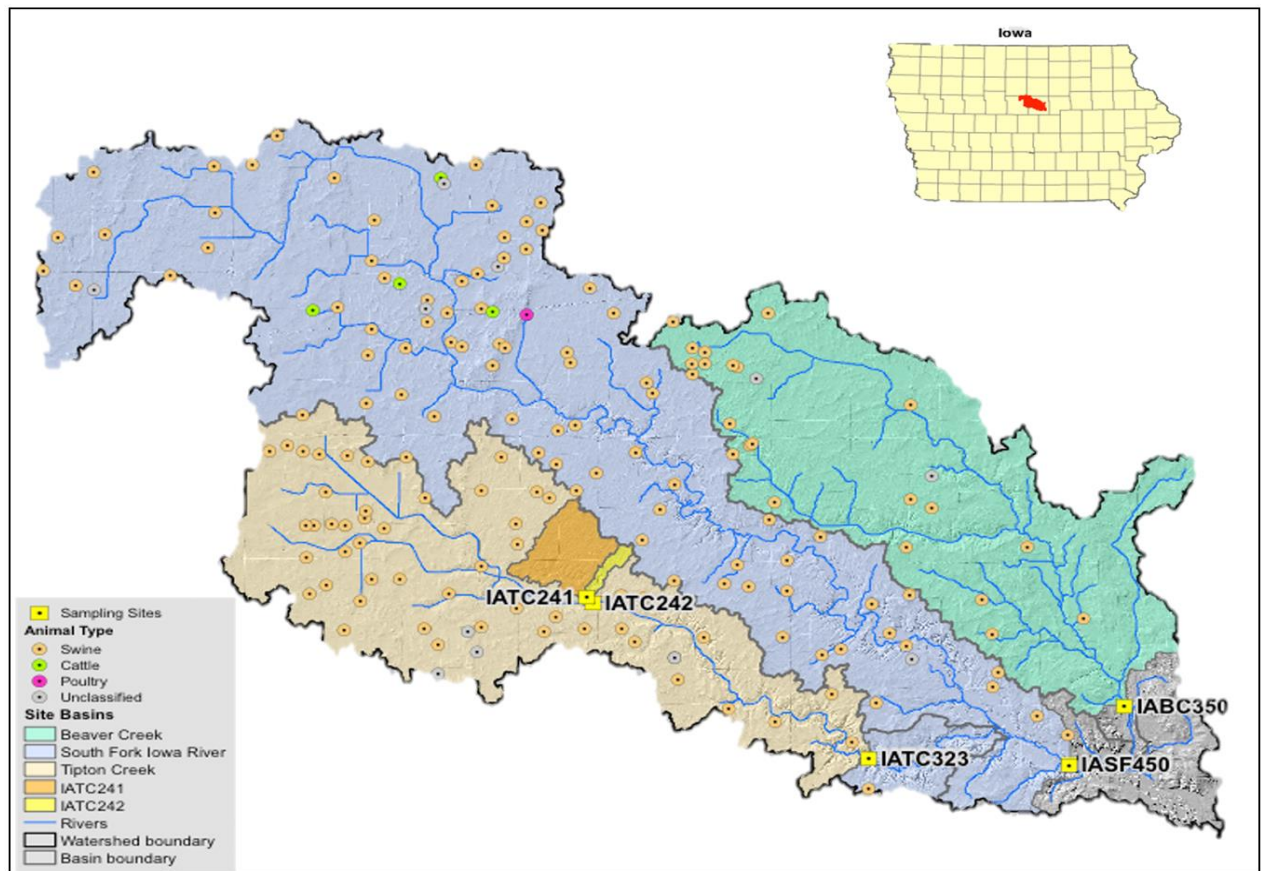 Iowa
IATC241
IATC242
IABC350
IATC323
IASF450
Sampling Sites
Animal Type
Swine
Cattle
Poultry
Unclassified
Site Basins
Beaver Creek
South Fork Iowa River
Tipton Creek
IATC241
IATC242
Rivers
Watershed boundary
Basin boundary